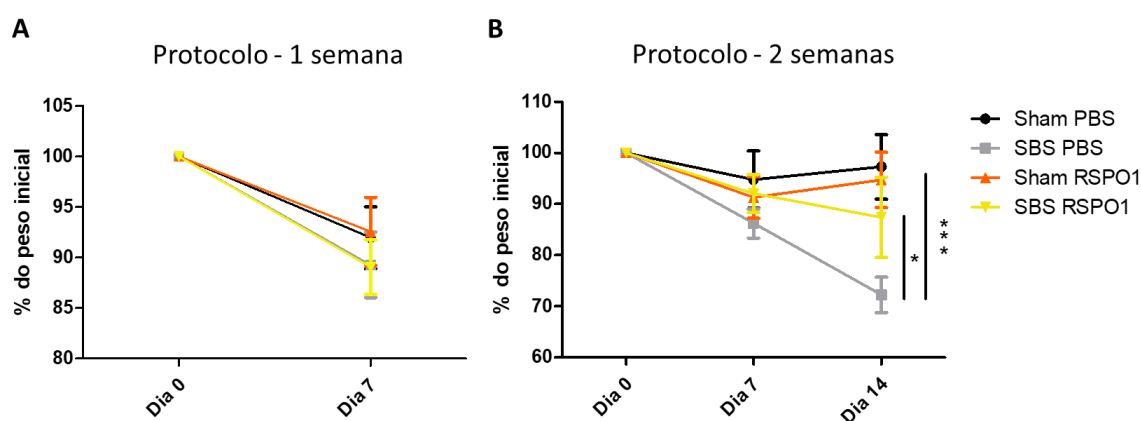 A
Protocolo - 1 semana
% do peso inicial
105
100
95
90
85
80
Dia 0
Dia 7
B
Protocolo - 2 semanas
% do peso inicial
110
100
90
80
70
60
Dia 0
Dia 7
Dia 14
*
***
Sham PBS
SBS PBS
Sham RSPO1
SBS RSPO1